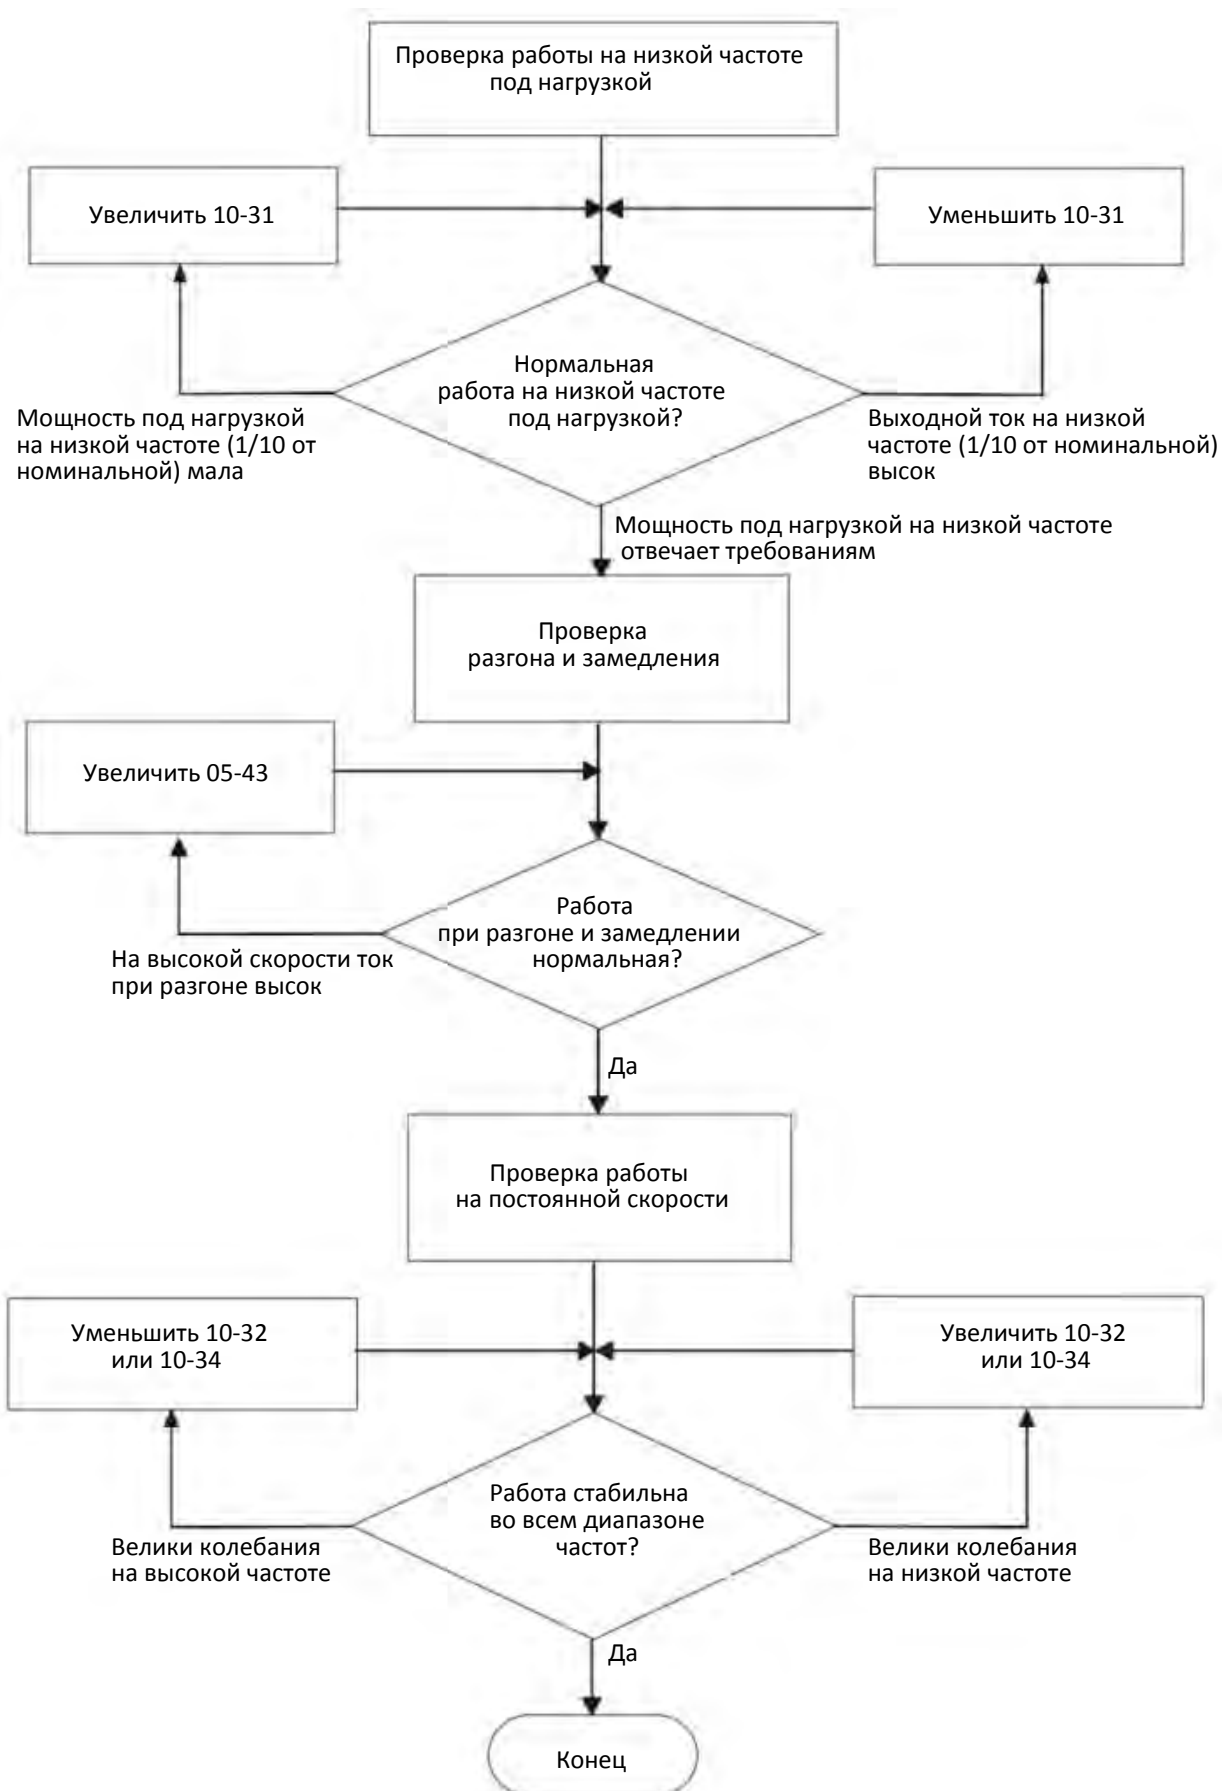 Проверка работы на низкой частоте
под нагрузкой
Увеличить 10-31
Уменьшить 10-31
Нормальная
работа на низкой частоте
под нагрузкой?
Мощность под нагрузкой
на низкой частоте (1/10 от
номинальной) мала
Выходной ток на низкой
частоте (1/10 от номинальной)
высок
Мощность под нагрузкой на низкой частоте
отвечает требованиям
Проверка
разгона и замедления
Увеличить 05-43
Работа
при разгоне и замедлении
нормальная?
На высокой скорости ток
при разгоне высок
Да
Проверка работы
на постоянной скорости
Уменьшить 10-32
или 10-34
Увеличить 10-32
или 10-34
Работа стабильна
во всем диапазоне
частот?
Велики колебания
на высокой частоте
Велики колебания
на низкой частоте
Да
Конец